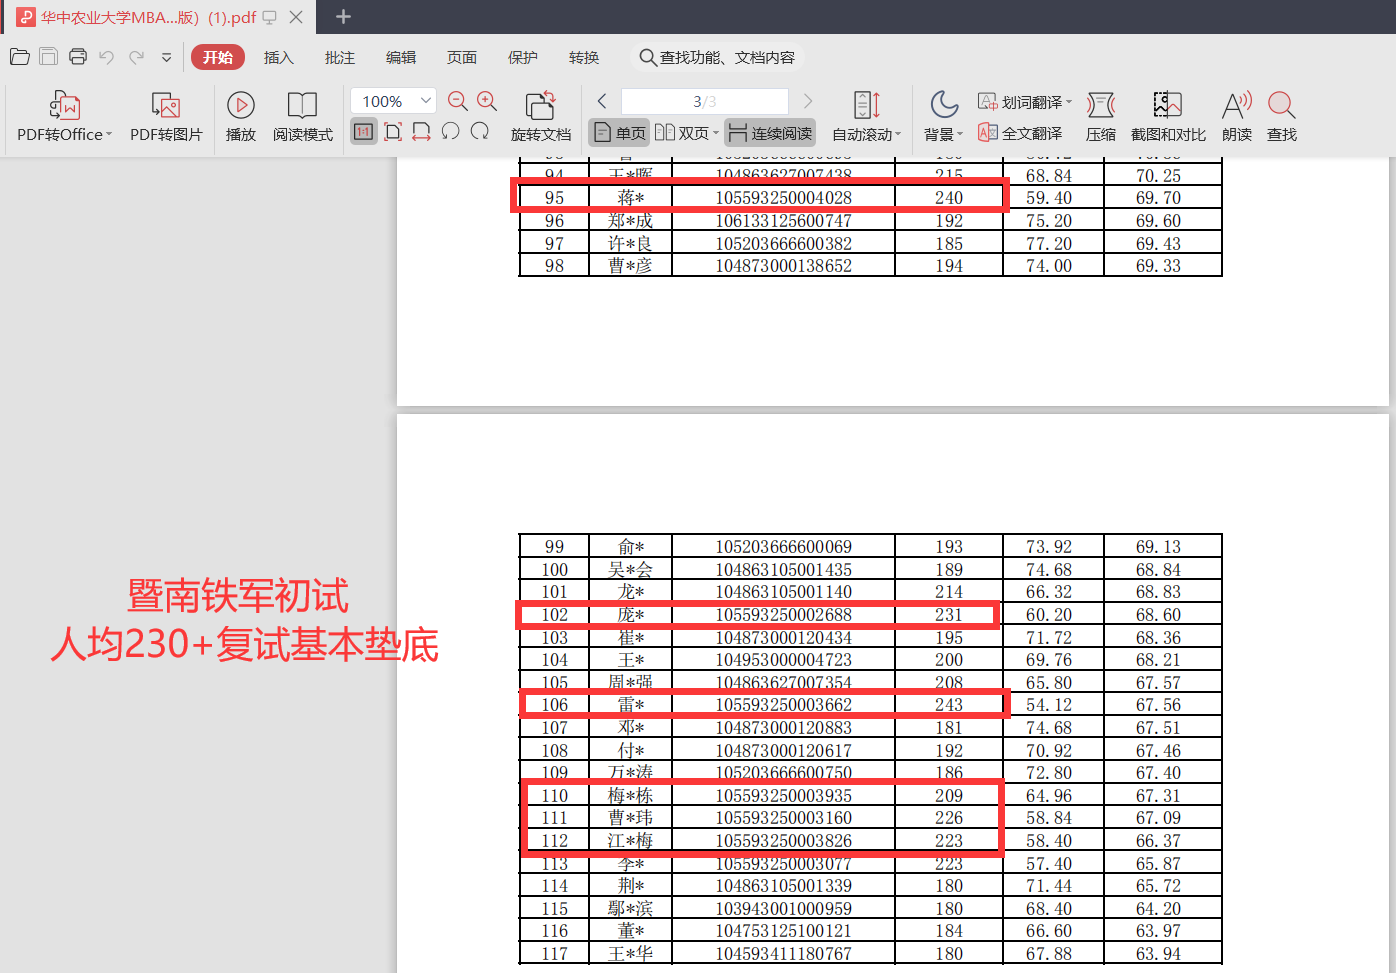 华中农业大学MBA...版）(1).pdf
开始 插入 批注 编辑 页面 保护 转换 查找功能、文档内容
PDF转Office PDF转图片 播放 阅读模式 100% 旋转文档 3/3 单页 双页 连续阅读 自动滚动 背景 划词翻译 全文翻译 压缩 截图和对比 朗读 查找
1:1
94 王*晖 104863627007438 215 68.84 70.25
95 蒋* 105593250004028 240 59.40 69.70
96 郑*成 106133125600747 192 75.20 69.60
97 许*良 105203666600382 185 77.20 69.43
98 曹*彦 104873000138652 194 74.00 69.33
99 俞* 105203666600069 193 73.92 69.13
100 吴*会 104863105001435 189 74.68 68.84
101 龙* 104863105001140 214 66.32 68.83
102 庞* 105593250002688 231 60.20 68.60
103 崔* 104873000120434 195 71.72 68.36
104 王* 104953000004723 200 69.76 68.21
105 周*强 104863627007354 208 65.80 67.57
106 雷* 105593250003662 243 54.12 67.56
107 邓* 104873000120883 181 74.68 67.51
108 付* 104873000120617 192 70.92 67.46
109 万*涛 105203666600750 186 72.80 67.40
110 梅*栋 105593250003935 209 64.96 67.31
111 曹*玮 105593250003160 226 58.84 67.09
112 江*梅 105593250003826 223 58.40 66.37
113 李* 105593250003077 223 57.40 65.87
114 荆* 104863105001339 180 71.44 65.72
115 鄢*滨 103943001000959 180 68.40 64.20
116 董* 104753125100121 184 66.60 63.97
117 王*华 104593411180767 180 67.88 63.94
暨南铁军初试
人均230+复试基本垫底